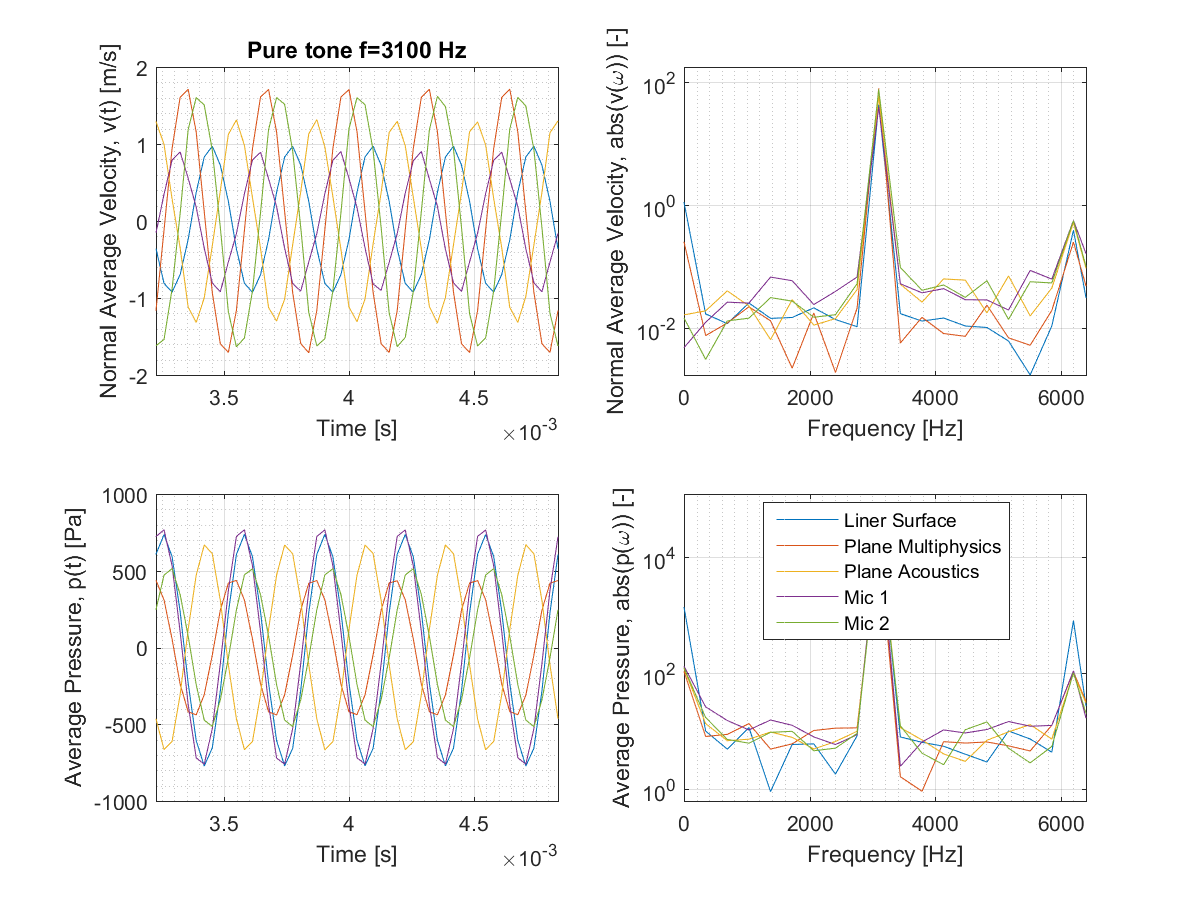 Pure tone f=3100 Hz
Normal Average Velocity, v(t) [m/s]
2
1
0
-1
-2
3.5
4
4.5
×10^-3
Time [s]
Normal Average Velocity, abs(v(ω)) [-]
10^2
10^0
10^-2
0
2000
4000
6000
Frequency [Hz]
Average Pressure, p(t) [Pa]
1000
500
0
-500
-1000
3.5
4
4.5
×10^-3
Time [s]
Average Pressure, abs(p(ω)) [-]
10^4
10^2
10^0
Liner Surface
Plane Multiphysics
Plane Acoustics
Mic 1
Mic 2
0
2000
4000
6000
Frequency [Hz]